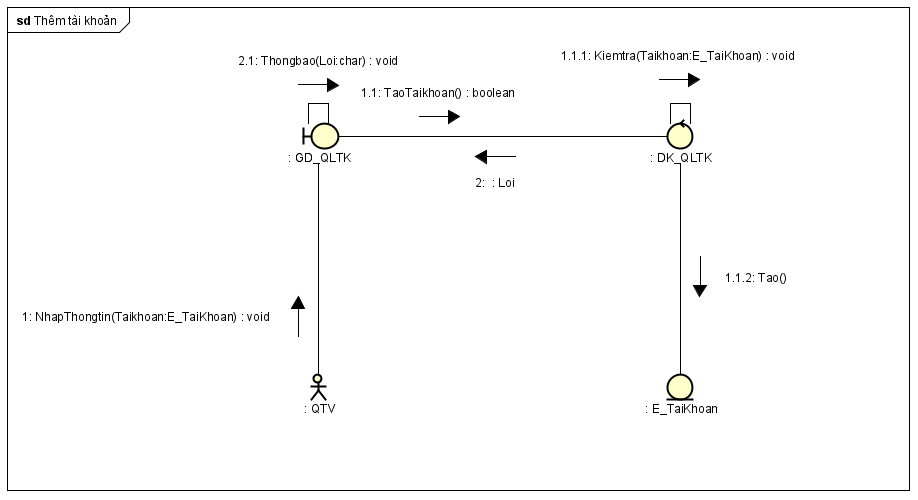 sd Thêm tài khoản
2.1: Thongbao(Loi:char) : void
1.1.1: Kiemtra(Taikhoan:E_TaiKhoan) : void
1.1: TaoTaikhoan() : boolean
: GD_QLTK
: DK_QLTK
2: : Loi
1.1.2: Tao()
1: NhapThongtin(Taikhoan:E_TaiKhoan) : void
: QTV
: E_TaiKhoan